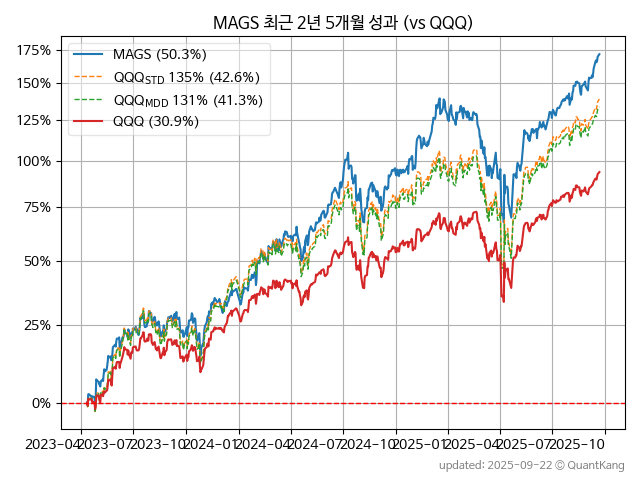 MAGS 최근 2년 5개월 성과 (vs QQQ)
175%
150%
125%
100%
75%
50%
25%
0%
MAGS (50.3%)
QQQSTD 135% (42.6%)
QQQMDD 131% (41.3%)
QQQ (30.9%)
2023-04 2023-07 2023-10 2024-01 2024-04 2024-07 2024-10 2025-01 2025-04 2025-07 2025-10
updated: 2025-09-22 © QuantKang